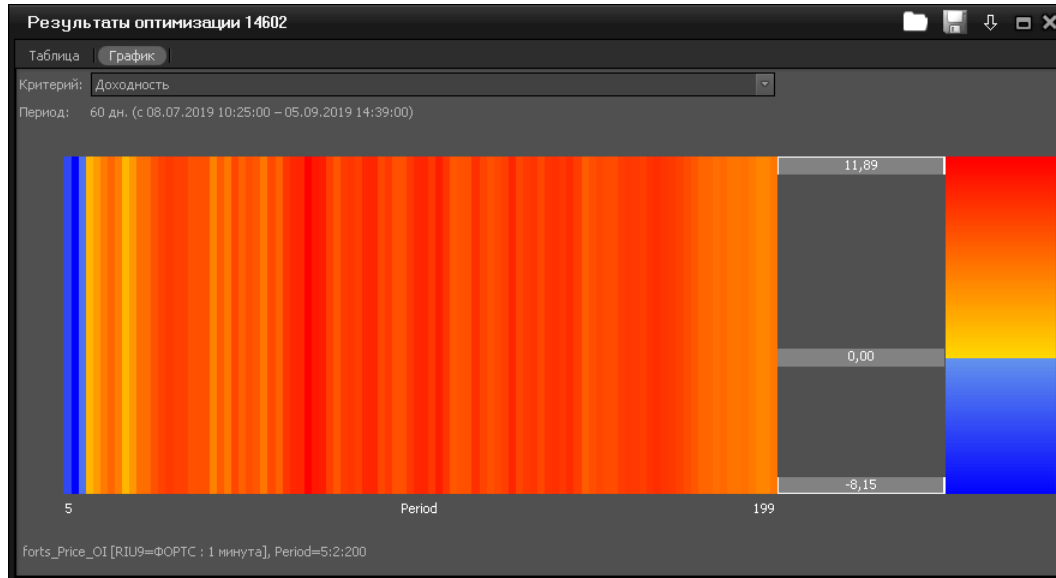 Результаты оптимизации 14602
Таблица График
Критерий: Доходность
Период: 60 дн. (с 08.07.2019 10:25:00 – 05.09.2019 14:39:00)
11,89
0,00
-8,15
5 Period 199
forts_Price_OI [RIU9=ФОРТС : 1 минута], Period=5:2:200